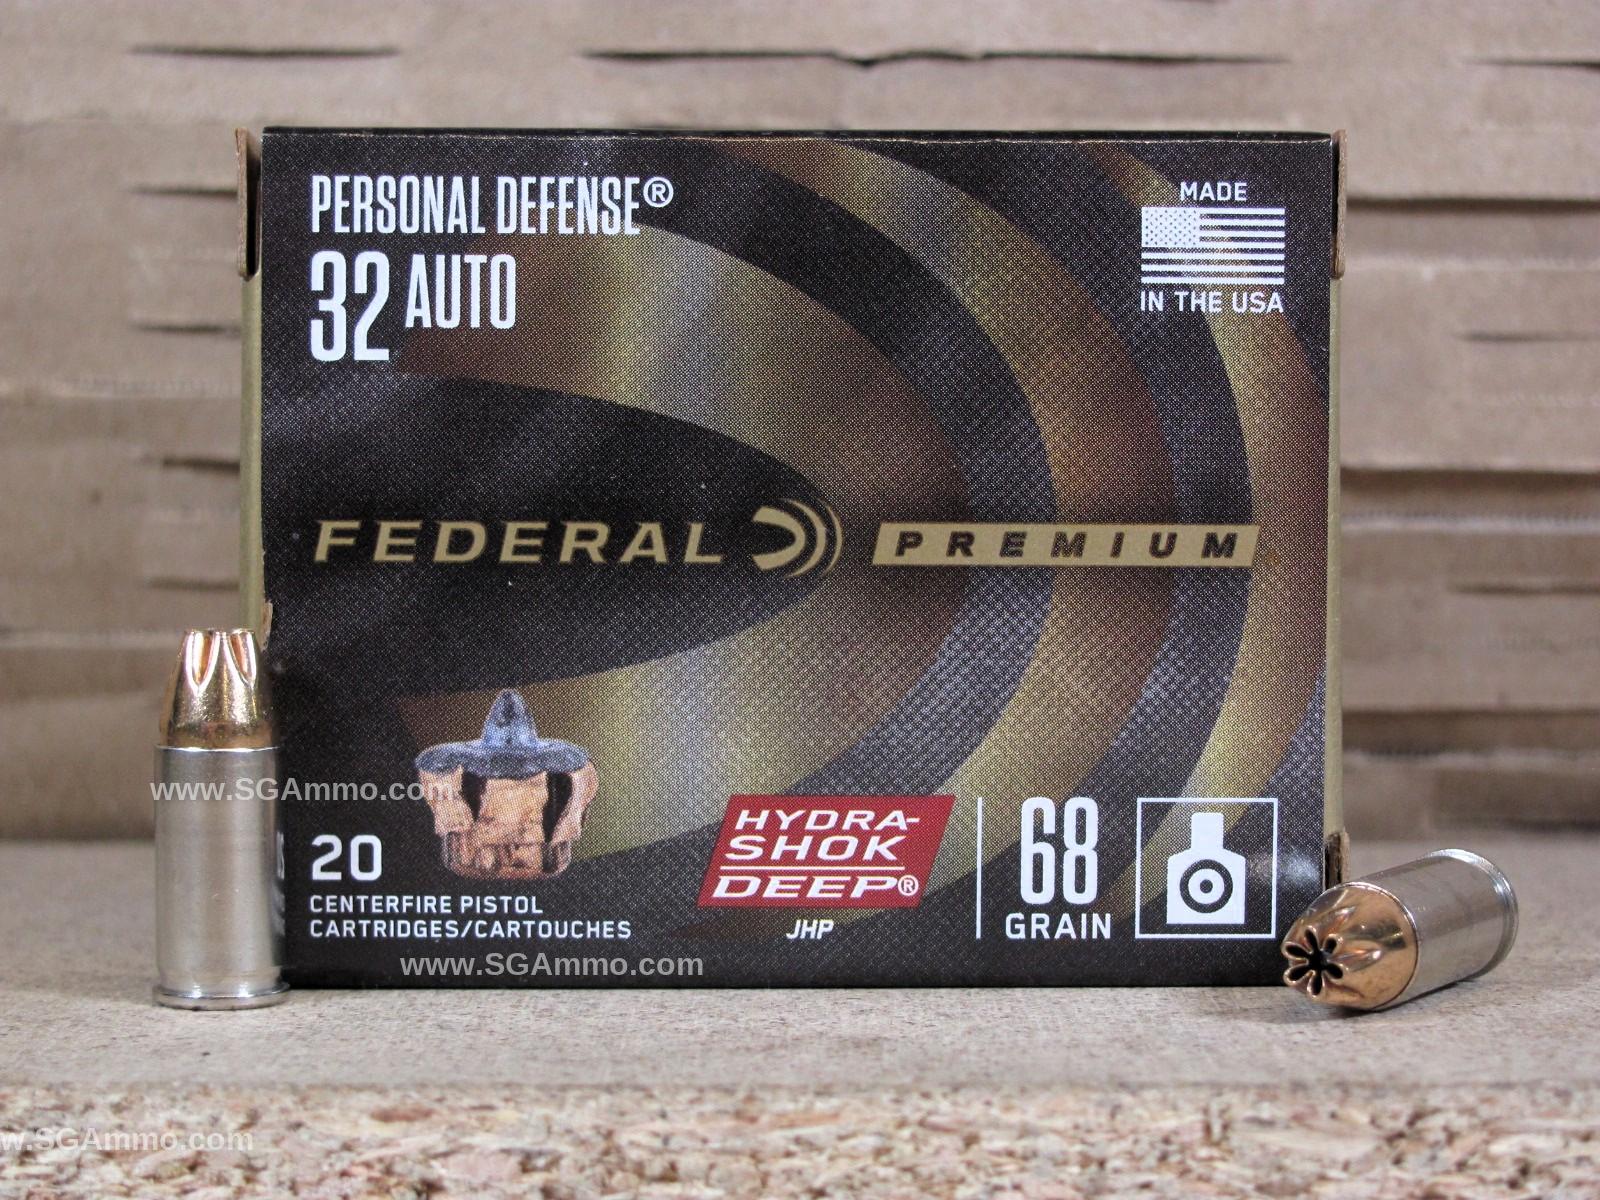 PERSONAL DEFENSE®
32 AUTO
MADE
IN THE USA
FEDERAL PREMIUM
20
CENTERFIRE PISTOL
CARTRIDGES/CARTOUCHES
HYDRA-
SHOK
DEEP®
JHP
68
GRAIN
www.SGAmmo.com
www.SGAmmo.com
w.SGAmmo.com